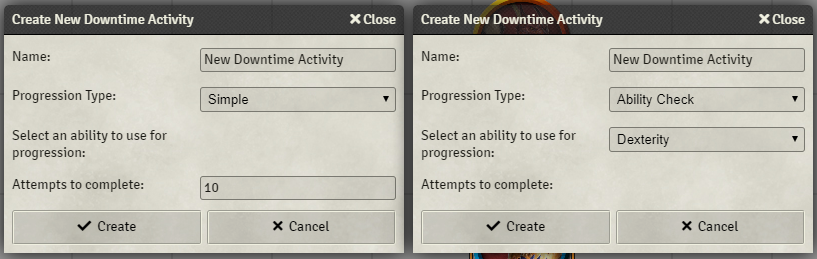 Create New Downtime Activity
Close
Name:
New Downtime Activity
Progression Type:
Simple
Select an ability to use for
progression:
Attempts to complete:
10
Create
Cancel
Create New Downtime Activity
Close
Name:
New Downtime Activity
Progression Type:
Ability Check
Select an ability to use for
progression:
Dexterity
Attempts to complete:
Create
Cancel